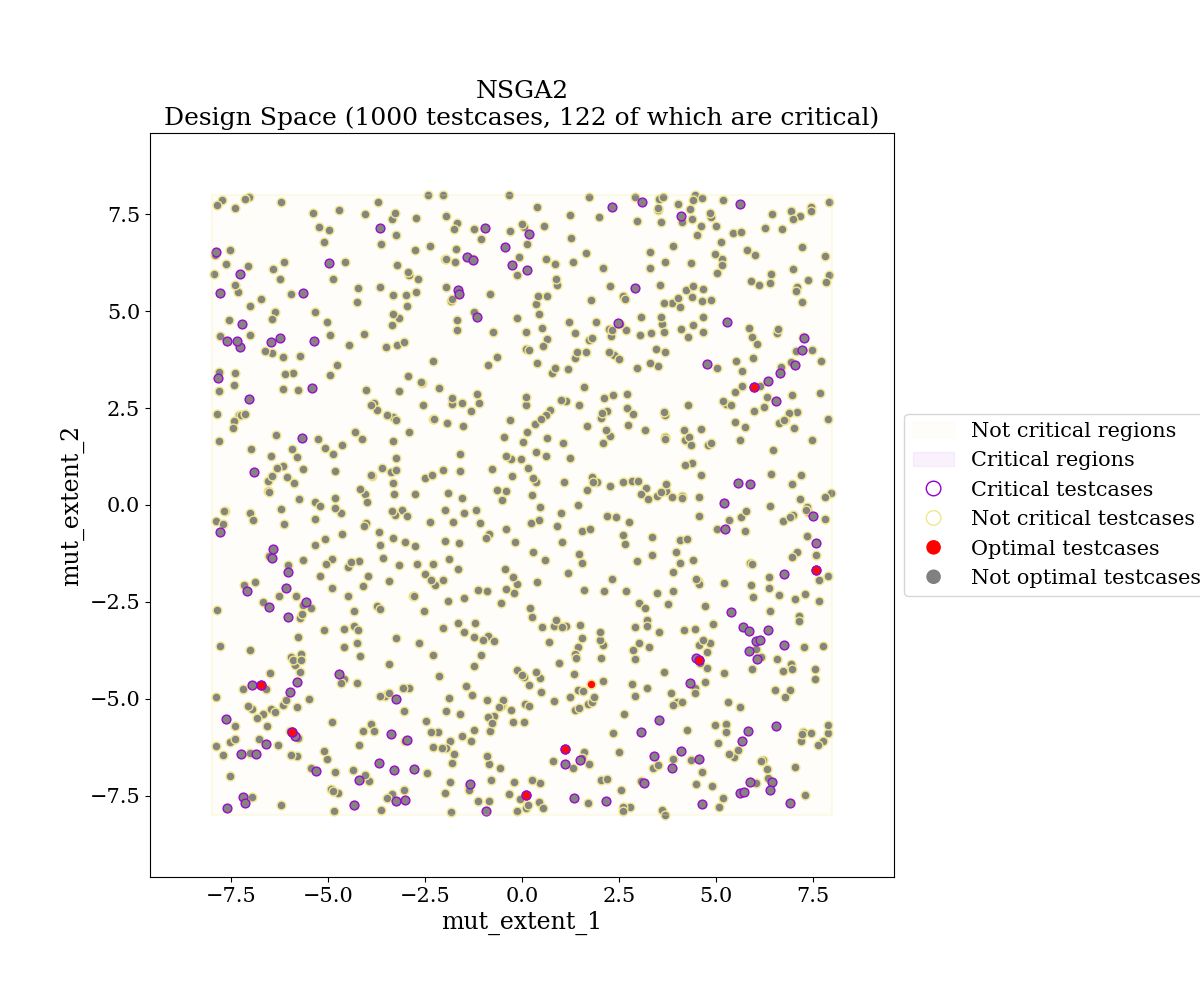 NSGA2
Design Space (1000 testcases, 122 of which are critical)
7.5
5.0
2.5
0.0
−2.5
−5.0
−7.5
mut_extent_2
−7.5 −5.0 −2.5 0.0 2.5 5.0 7.5
mut_extent_1
Not critical regions
Critical regions
Critical testcases
Not critical testcases
Optimal testcases
Not optimal testcases